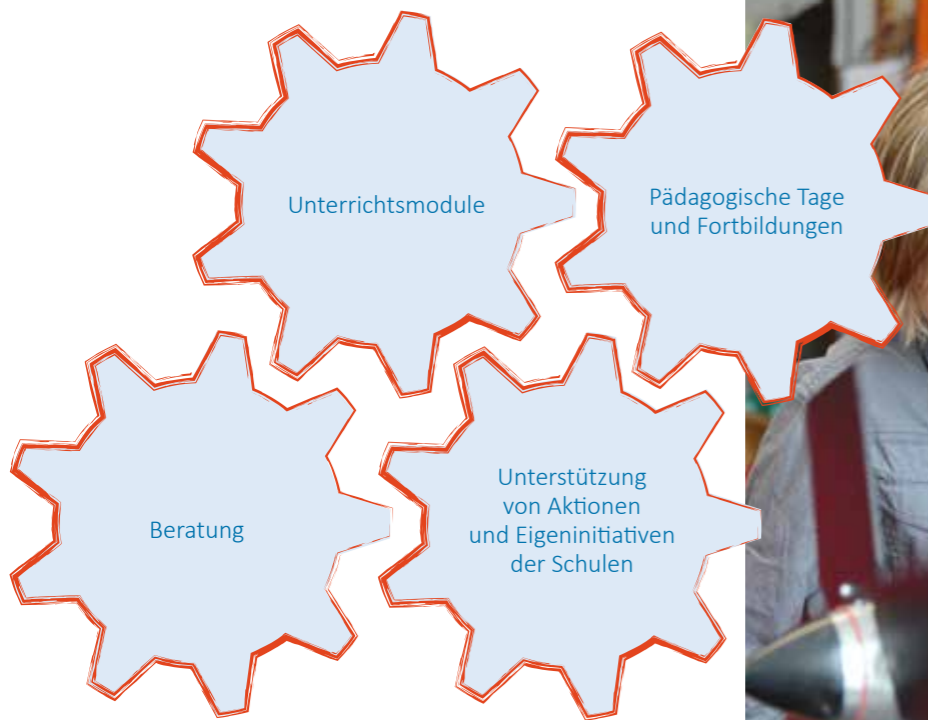 Unterrichtsmodule
Pädagogische Tage
und Fortbildungen
Beratung
Unterstützung
von Aktionen
und Eigeninitiativen
der Schulen